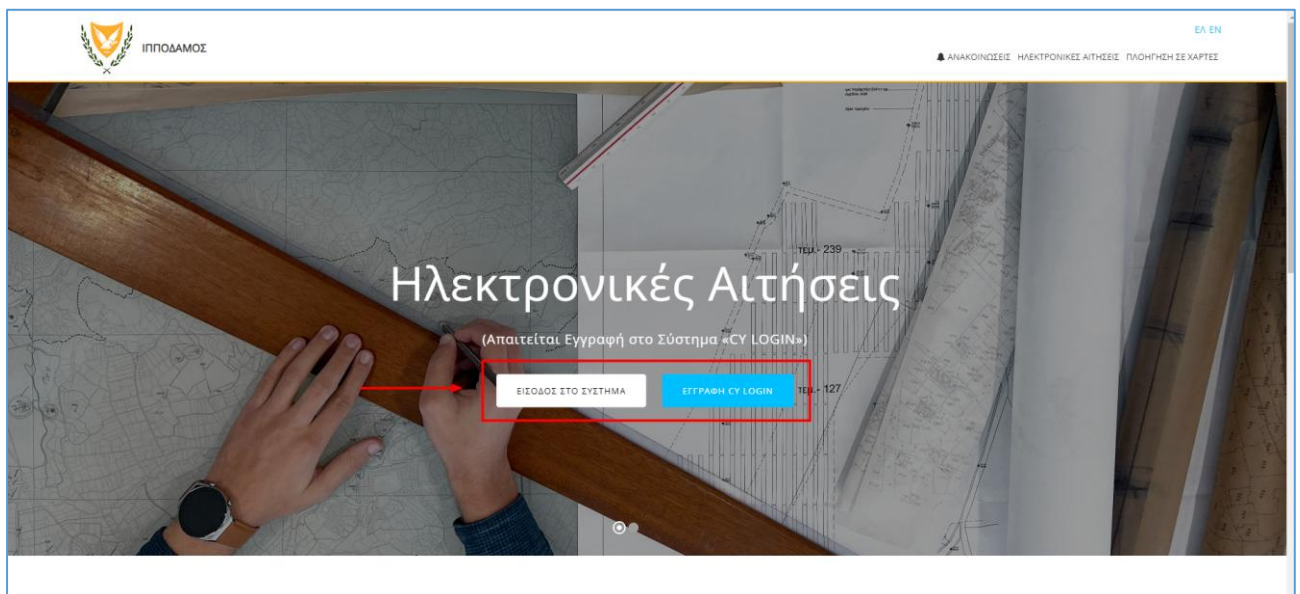 ΕΛ EN
ΙΠΠΟΔΑΜΟΣ
ΑΝΑΚΟΙΝΩΣΕΙΣ ΗΛΕΚΤΡΟΝΙΚΕΣ ΑΙΤΗΣΕΙΣ ΠΛΟΗΓΗΣΗ ΣΕ ΧΑΡΤΕΣ
τεμ.- 239
Ηλεκτρονικές Αιτήσεις
(Απαιτείται Εγγραφή στο Σύστημα «CY LOGIN»)
ΕΙΣΟΔΟΣ ΣΤΟ ΣΥΣΤΗΜΑ
ΕΓΓΡΑΦΗ CY LOGIN
τεμ.- 127